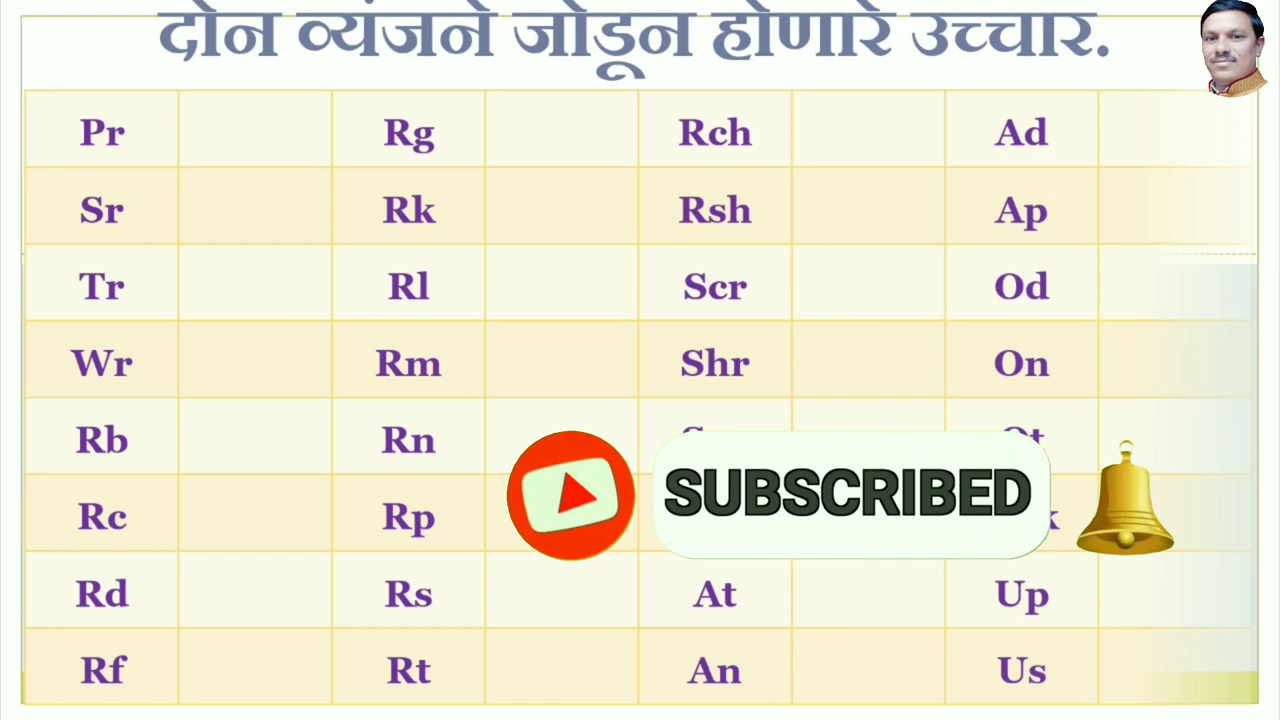 दोन व्यंजने जोडून होणारे उच्चार.
Pr Rg Rch Ad
Sr Rk Rsh Ap
Tr Rl Scr Od
Wr Rm Shr On
Rb Rn Ot
SUBSCRIBED
Rc Rp
Rd Rs At Up
Rf Rt An Us